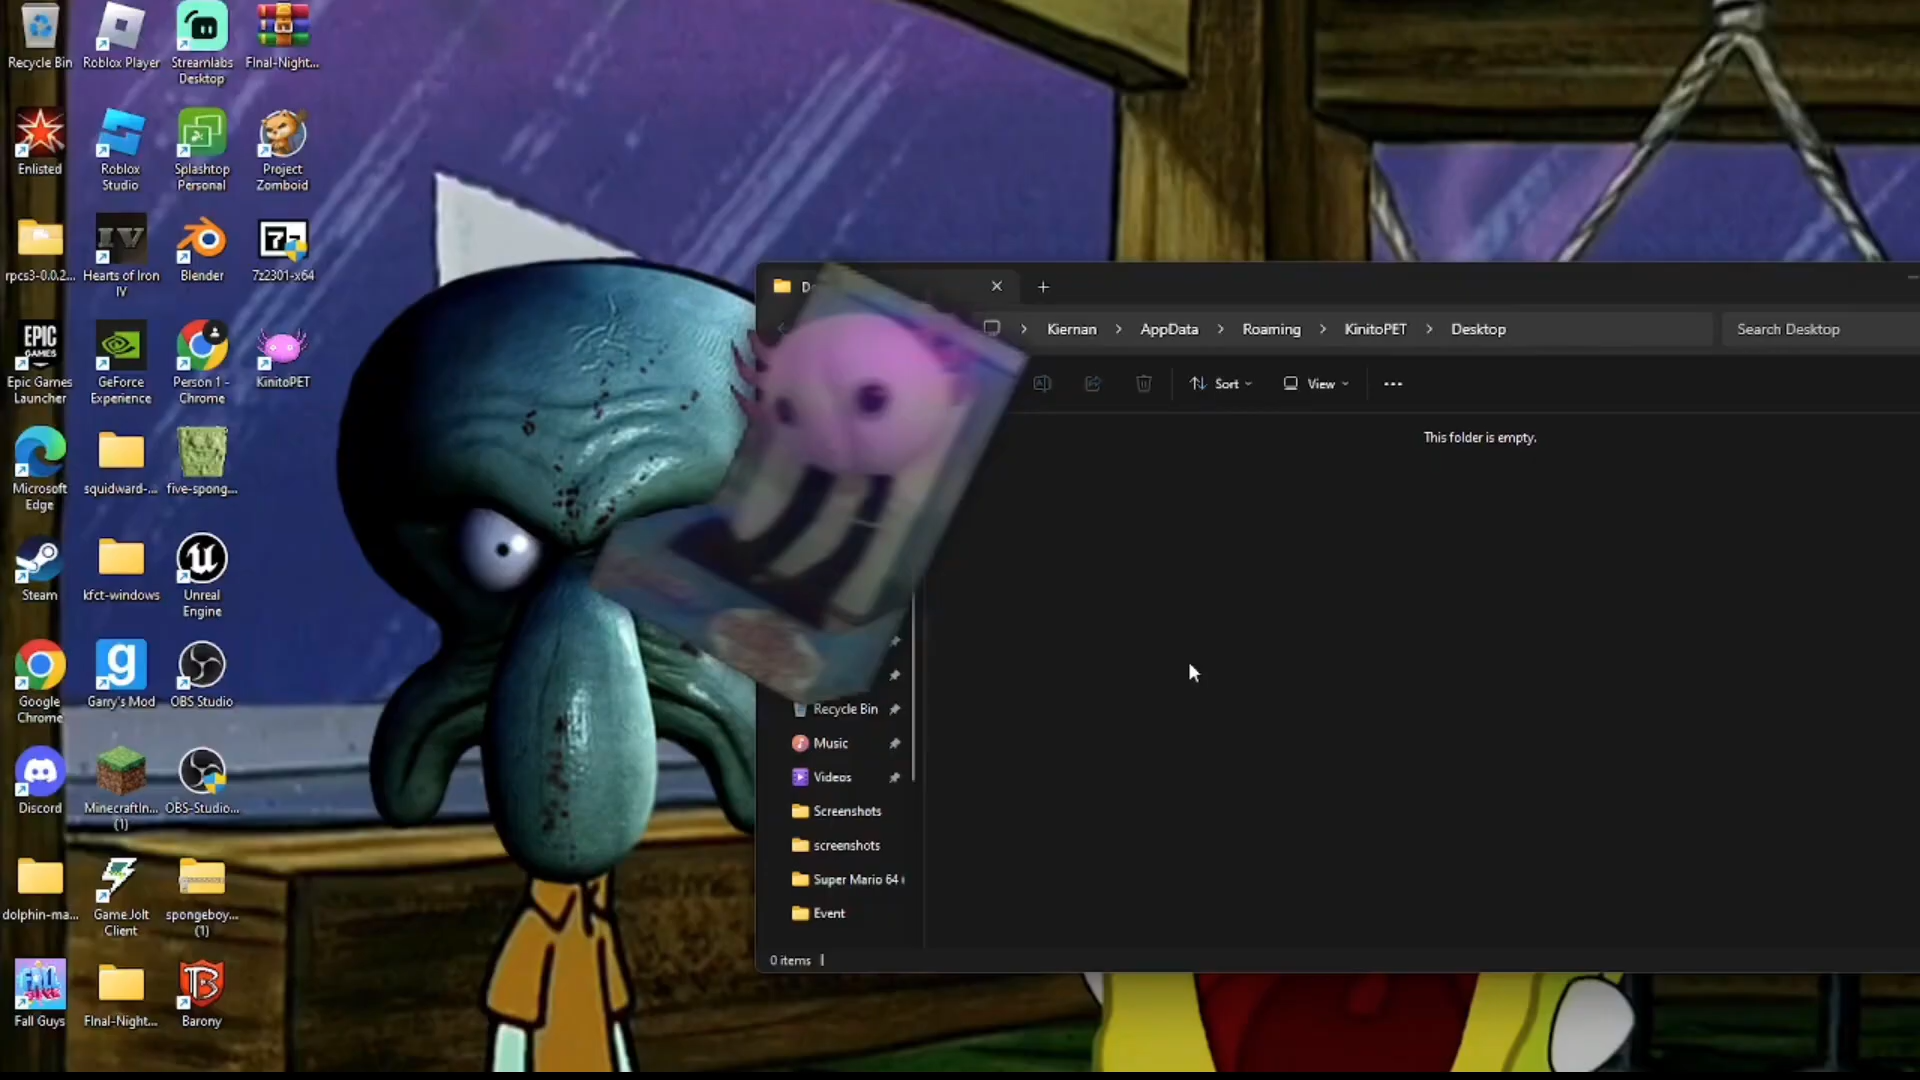 Recycle Bin
Roblox Player
Streamlabs
Desktop
FInal-Night...
Enlisted
Roblox
Studio
Splashtop
Personal
Project
Zomboid
rpcs3-0.0.2...
Hearts of Iron
IV
Blender
7z2301-x64
EPIC
GAMES
Epic Games
Launcher
GeForce
Experience
Person 1 -
Chrome
KinitoPET
Microsoft
Edge
squidward-...
five-spong...
Steam
kfct-windows
Unreal
Engine
Google
Chrome
Garry's Mod
OBS Studio
Discord
MinecraftIn...
(1)
OBS-Studio...
dolphin-ma...
GameJolt
Client
spongeboy...
(1)
Fall Guys
FInal-Night...
Barony
Kiernan > AppData > Roaming > KinitoPET > Desktop
Search Desktop
Sort
View
This folder is empty.
Recycle Bin
Music
Videos
Screenshots
screenshots
Super Mario 64
Event
0 items